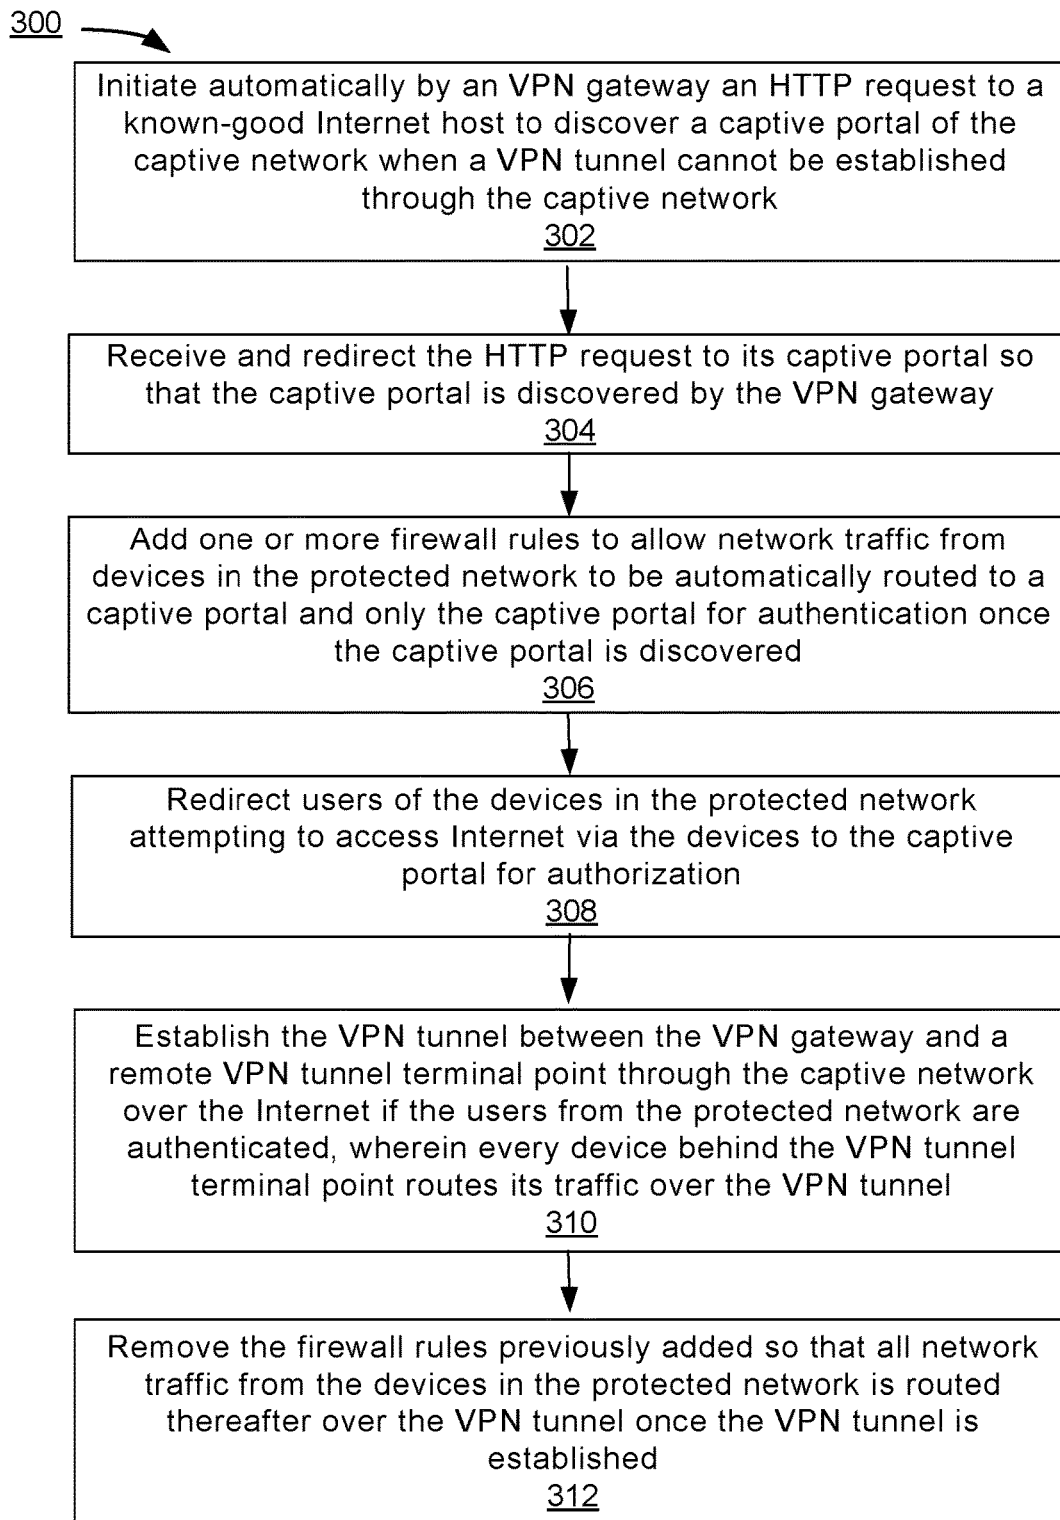 300
Initiate automatically by an VPN gateway an HTTP request to a
known-good Internet host to discover a captive portal of the
captive network when a VPN tunnel cannot be established
through the captive network
302
Receive and redirect the HTTP request to its captive portal so
that the captive portal is discovered by the VPN gateway
304
Add one or more firewall rules to allow network traffic from
devices in the protected network to be automatically routed to a
captive portal and only the captive portal for authentication once
the captive portal is discovered
306
Redirect users of the devices in the protected network
attempting to access Internet via the devices to the captive
portal for authorization
308
Establish the VPN tunnel between the VPN gateway and a
remote VPN tunnel terminal point through the captive network
over the Internet if the users from the protected network are
authenticated, wherein every device behind the VPN tunnel
terminal point routes its traffic over the VPN tunnel
310
Remove the firewall rules previously added so that all network
traffic from the devices in the protected network is routed
thereafter over the VPN tunnel once the VPN tunnel is
established
312